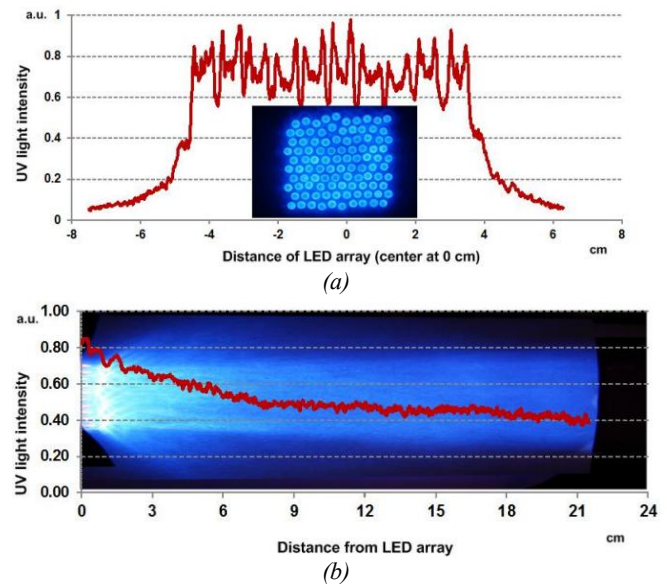 a.u.
1
0.8
0.6
0.4
0.2
0
UV light intensity
-8 -6 -4 -2 0 2 4 6 8
cm
Distance of LED array (center at 0 cm)
(a)
1.00
a.u.
0.80
0.60
0.40
0.20
0.00
UV light intensity
0 3 6 9 12 15 18 21 24
cm
Distance from LED array
(b)